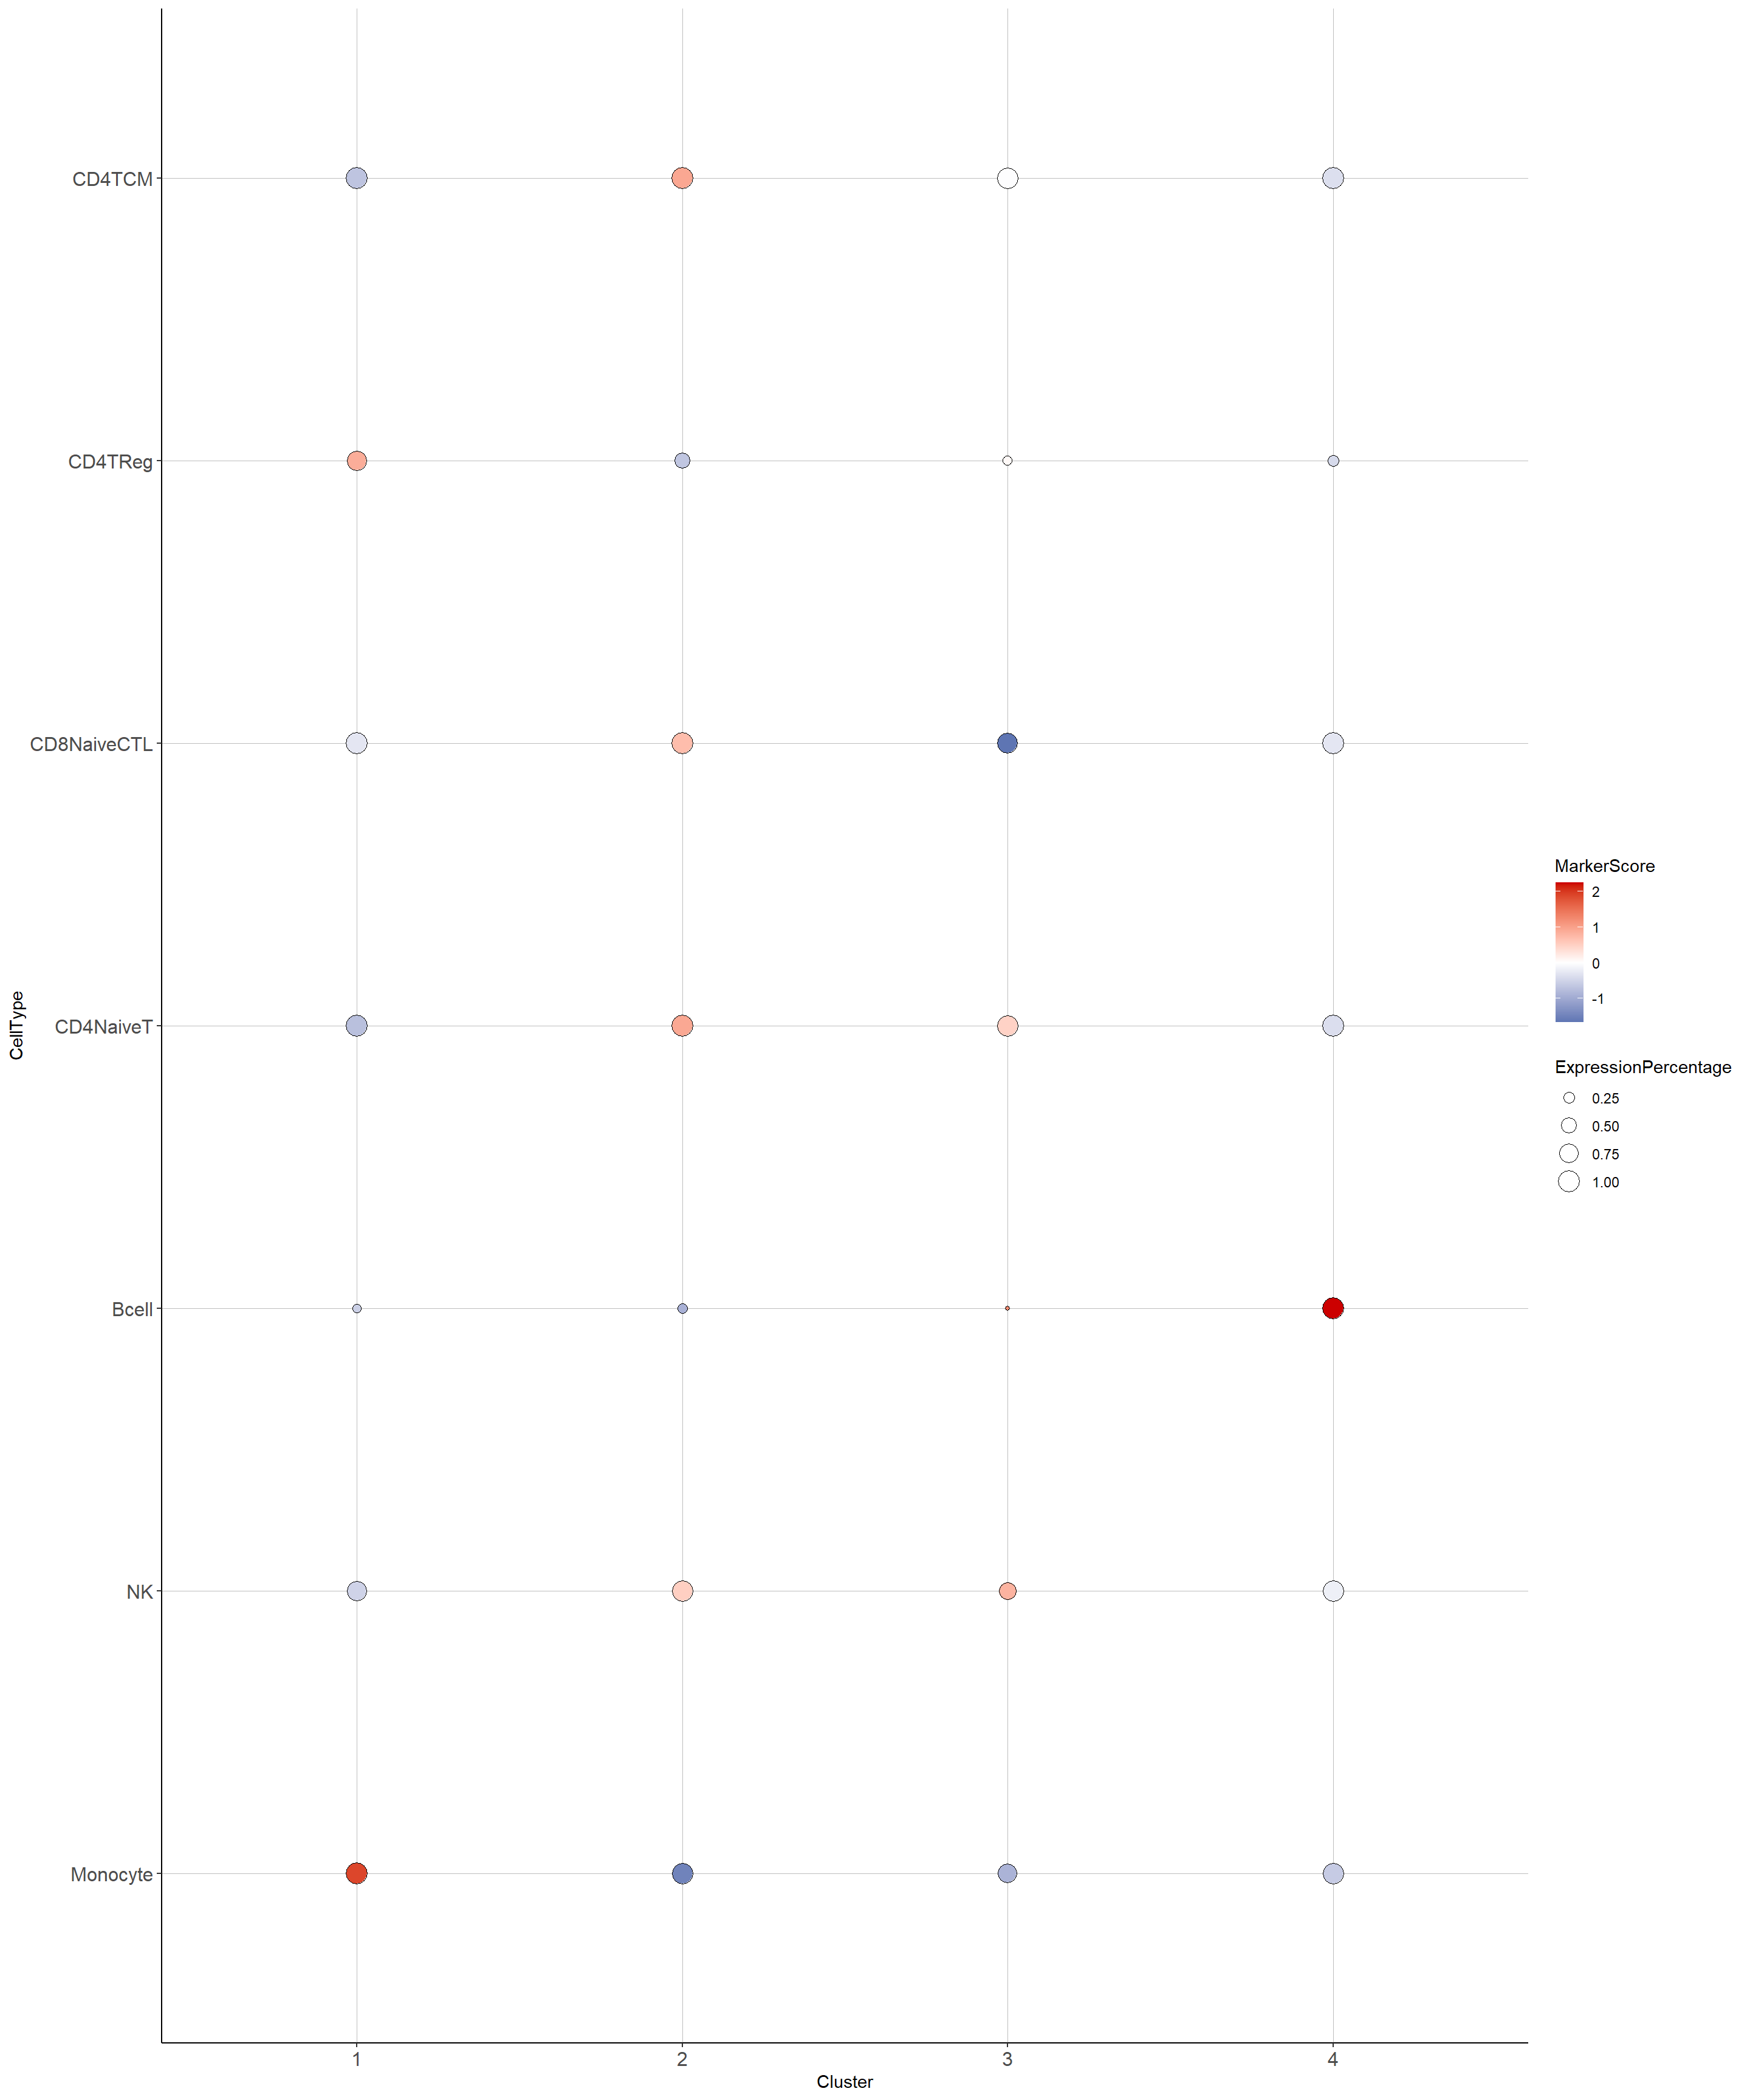 CD4TCM
CD4TReg
CD8NaiveCTL
CD4NaiveT
Bcell
NK
Monocyte
CellType
1 2 3 4
Cluster
MarkerScore
2
1
0
-1
ExpressionPercentage
0.25
0.50
0.75
1.00